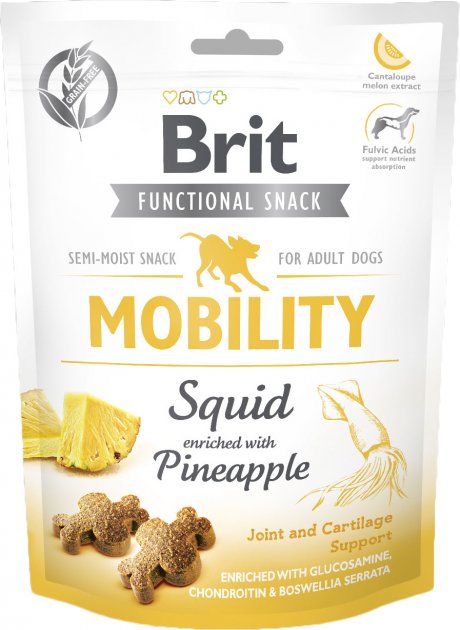 GRAIN-FREE
Cantaloupe
melon extract
Brit
Fulvic Acids
support nutrient
absorption
FUNCTIONAL SNACK
SEMI-MOIST SNACK
FOR ADULT DOGS
MOBILITY
Squid
enriched with
Pineapple
Joint and Cartilage
Support
ENRICHED WITH GLUCOSAMINE,
CHONDROITIN & BOSWELLIA SERRATA